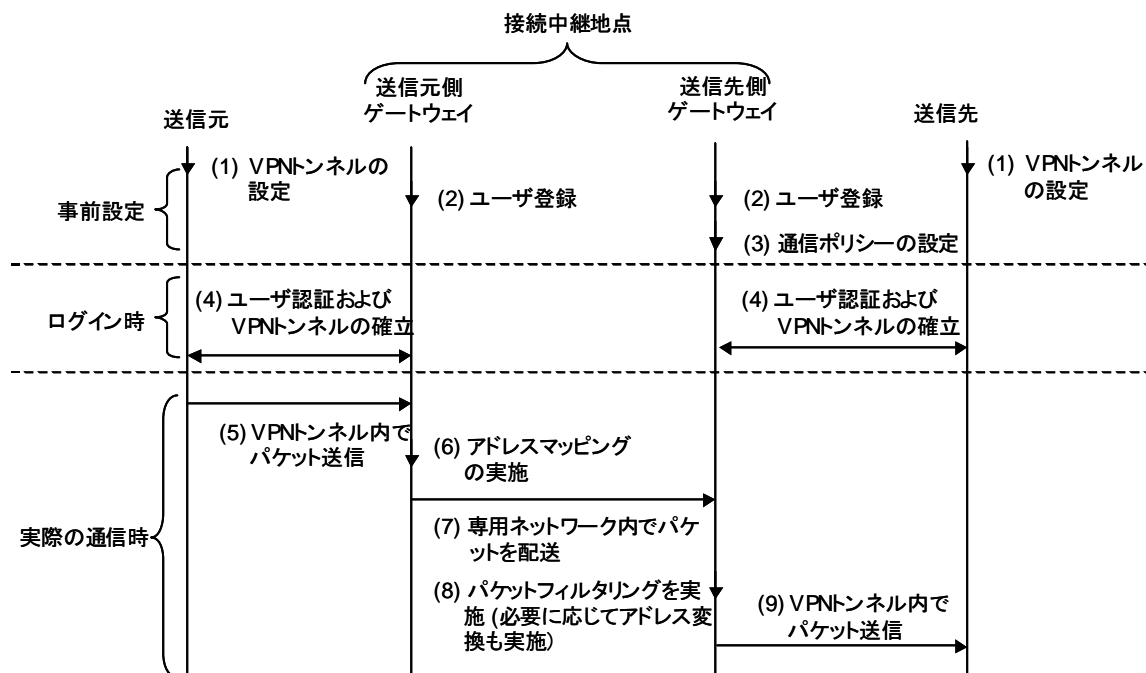 接続中継地点
送信元側
ゲートウェイ
送信先側
ゲートウェイ
送信元
送信先
(1) VPNトンネルの
設定
(1) VPNトンネル
の設定
事前設定
(2) ユーザ登録
(2) ユーザ登録
(3) 通信ポリシーの設定
ログイン時
(4) ユーザ認証および
VPNトンネルの確立
(4) ユーザ認証および
VPNトンネルの確立
(5) VPNトンネル内で
パケット送信
(6) アドレスマッピング
の実施
実際の通信時
(7) 専用ネットワーク内でパケ
ットを配送
(8) パケットフィルタリングを実
施 (必要に応じてアドレス変
換も実施)
(9) VPNトンネル内で
パケット送信